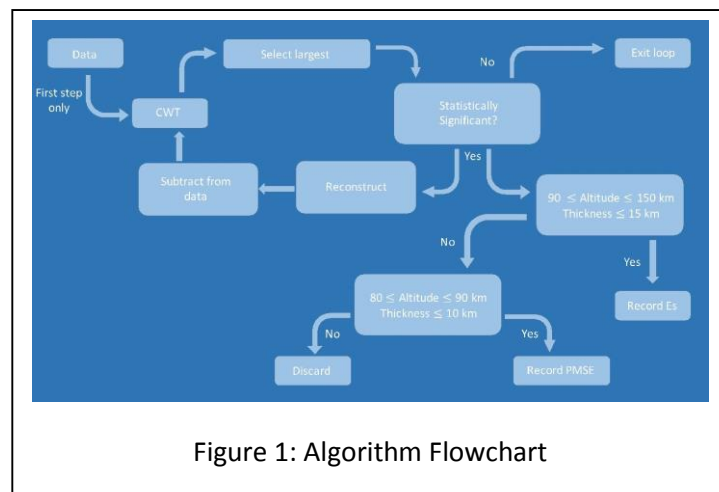 Data
Select largest
No
Exit loop
First step
only
CWT
Statistically
Significant?
Yes
Subtract from
data
Reconstruct
90 ≤ Altitude ≤ 150 km
Thickness ≤ 15 km
No
Yes
80 ≤ Altitude ≤ 90 km
Thickness ≤ 10 km
Record Es
No
Yes
Discard
Record PMSE
Figure 1: Algorithm Flowchart